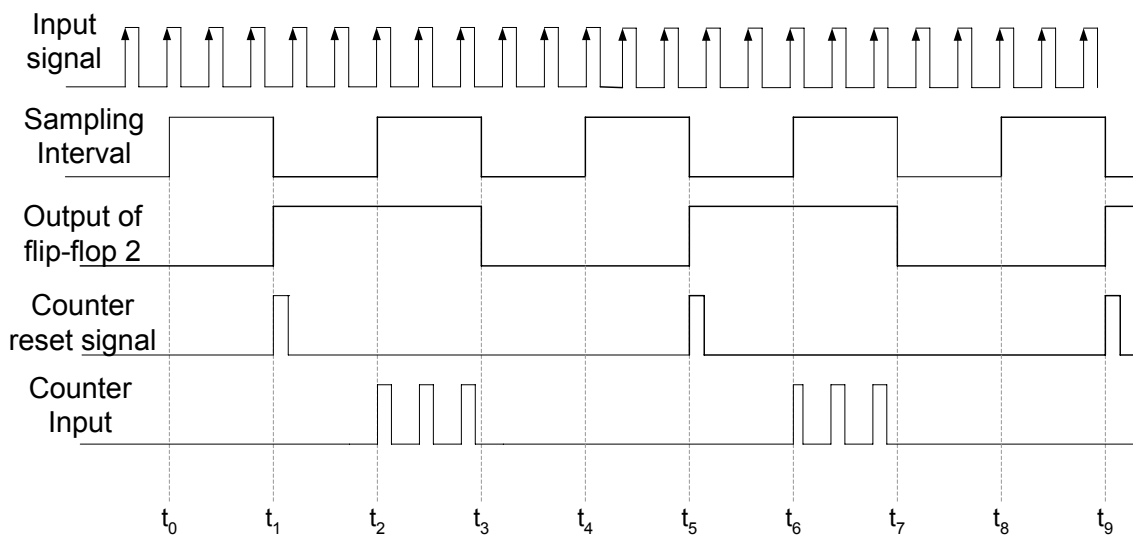 Input
signal
Sampling
Interval
Output of
flip-flop 2
Counter
reset signal
Counter
Input
t0 t1 t2 t3 t4 t5 t6 t7 t8 t9